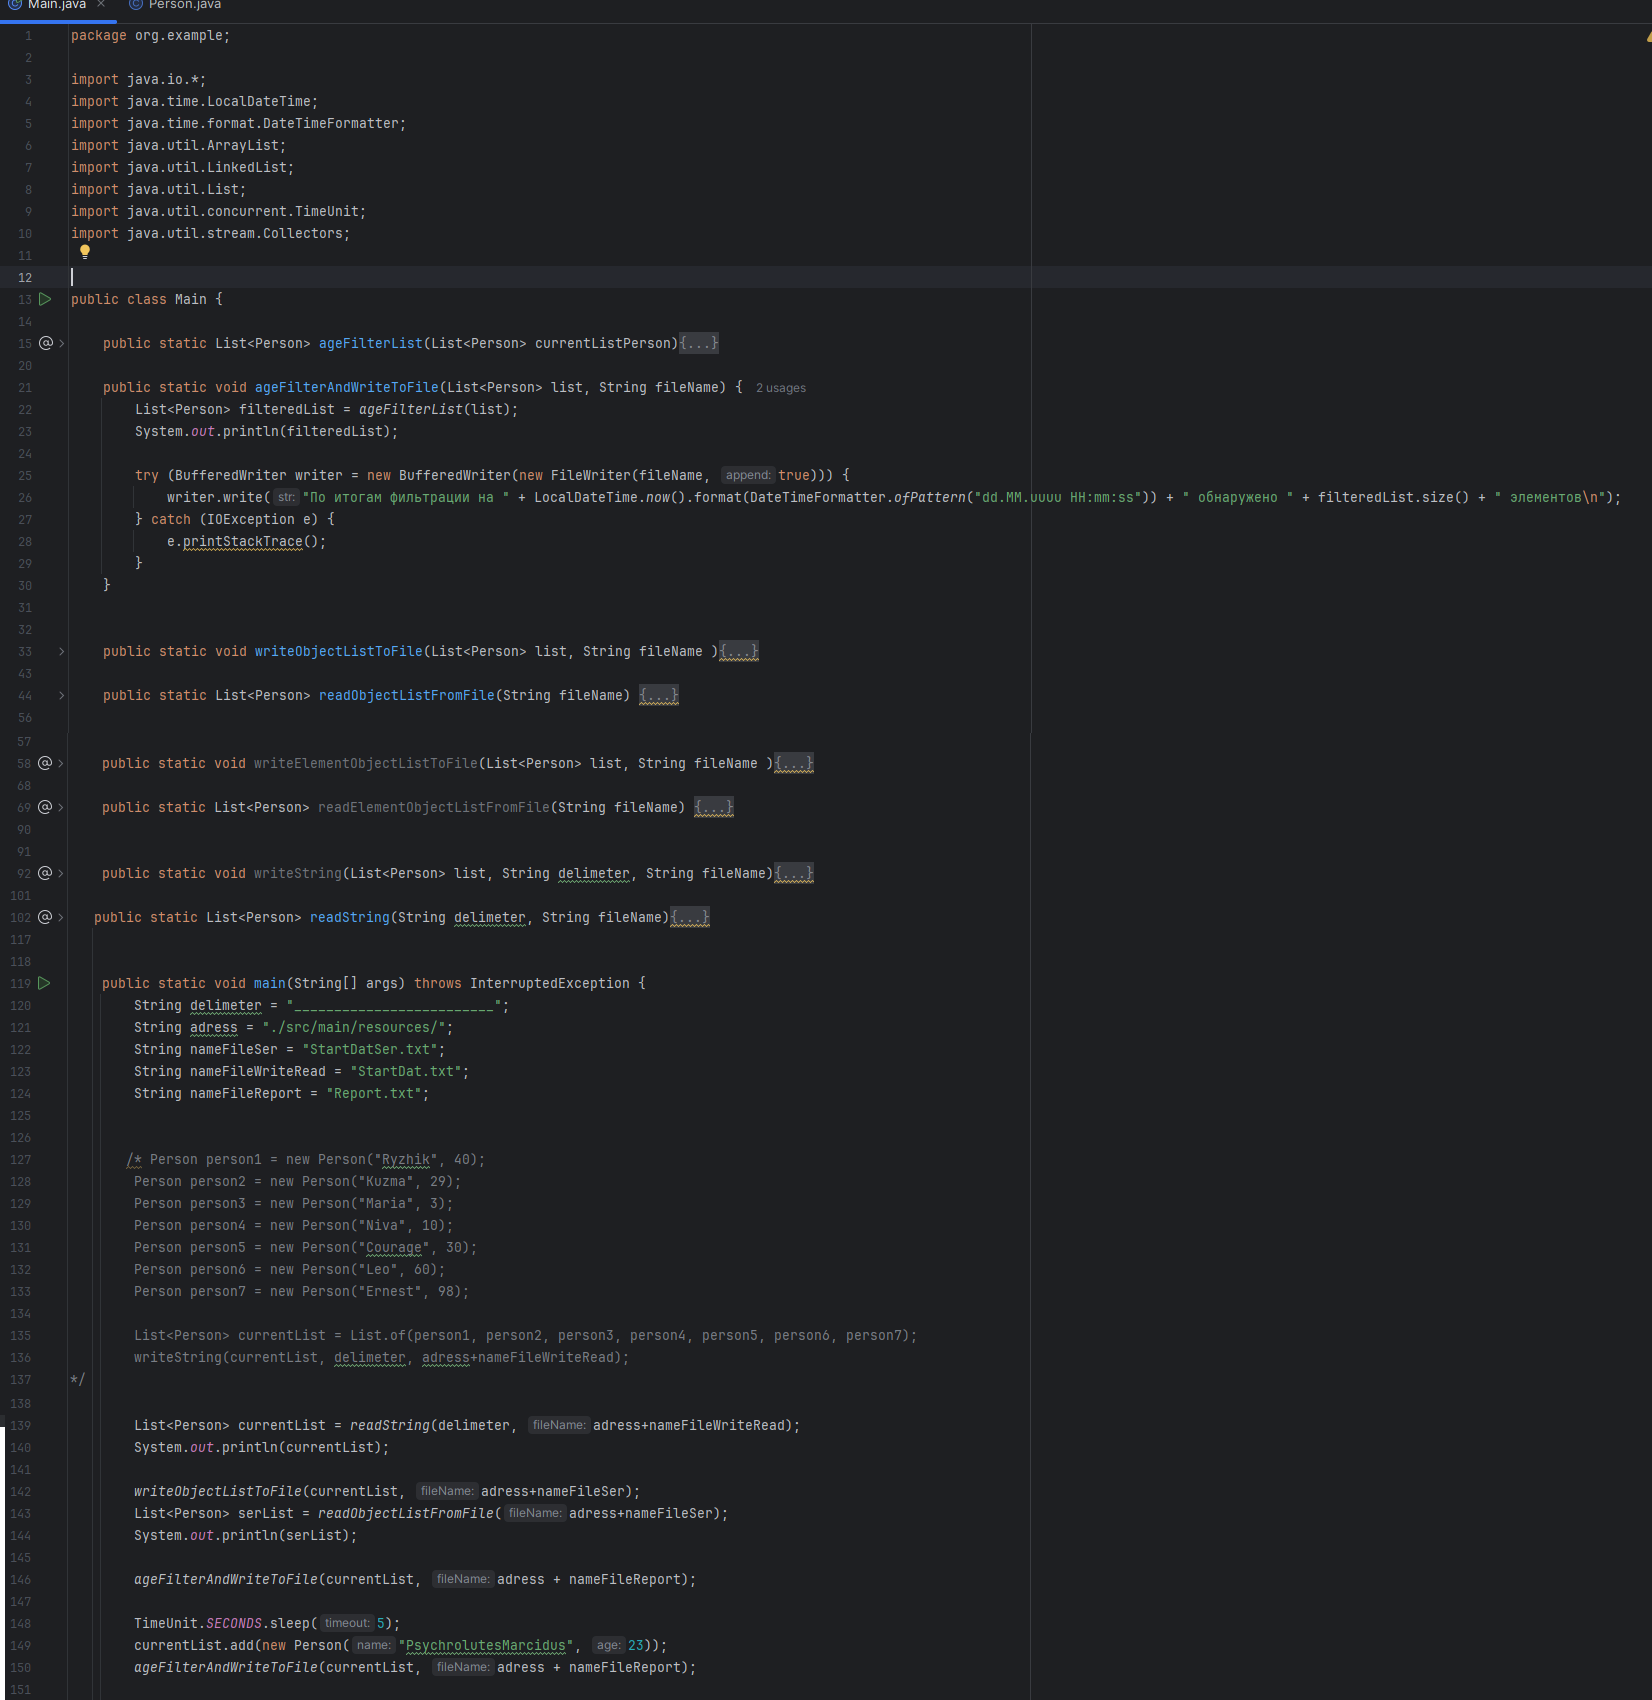 Main.java × Person.java
1 package org.example;
2
3 import java.io.*;
4 import java.time.LocalDateTime;
5 import java.time.format.DateTimeFormatter;
6 import java.util.ArrayList;
7 import java.util.LinkedList;
8 import java.util.List;
9 import java.util.concurrent.TimeUnit;
10 import java.util.stream.Collectors;
11
12
13 public class Main {
14
15 @ > public static List<Person> ageFilterList(List<Person> currentListPerson){...}
20
21 public static void ageFilterAndWriteToFile(List<Person> list, String fileName) { 2 usages
22 List<Person> filteredList = ageFilterList(list);
23 System.out.println(filteredList);
24
25 try (BufferedWriter writer = new BufferedWriter(new FileWriter(fileName, append: true))) {
26 writer.write( str: "По итогам фильтрации на " + LocalDateTime.now().format(DateTimeFormatter.ofPattern("dd.MM.uuuu HH:mm:ss")) + " обнаружено " + filteredList.size() + " элементов\n");
27 } catch (IOException e) {
28 e.printStackTrace();
29 }
30 }
31
32
33 > public static void writeObjectListToFile(List<Person> list, String fileName ){...}
43
44 > public static List<Person> readObjectListFromFile(String fileName) {...}
56
57
58 @ > public static void writeElementObjectListToFile(List<Person> list, String fileName ){...}
68
69 @ > public static List<Person> readElementObjectListFromFile(String fileName) {...}
90
91
92 @ > public static void writeString(List<Person> list, String delimeter, String fileName){...}
101
102 @ > public static List<Person> readString(String delimeter, String fileName){...}
117
118
119 public static void main(String[] args) throws InterruptedException {
120 String delimeter = "_________________________";
121 String adress = "./src/main/resources/";
122 String nameFileSer = "StartDatSer.txt";
123 String nameFileWriteRead = "StartDat.txt";
124 String nameFileReport = "Report.txt";
125
126
127 /* Person person1 = new Person("Ryzhik", 40);
128 Person person2 = new Person("Kuzma", 29);
129 Person person3 = new Person("Maria", 3);
130 Person person4 = new Person("Niva", 10);
131 Person person5 = new Person("Courage", 30);
132 Person person6 = new Person("Leo", 60);
133 Person person7 = new Person("Ernest", 98);
134
135 List<Person> currentList = List.of(person1, person2, person3, person4, person5, person6, person7);
136 writeString(currentList, delimeter, adress+nameFileWriteRead);
137 */
138
139 List<Person> currentList = readString(delimeter, fileName: adress+nameFileWriteRead);
140 System.out.println(currentList);
141
142 writeObjectListToFile(currentList, fileName: adress+nameFileSer);
143 List<Person> serList = readObjectListFromFile( fileName: adress+nameFileSer);
144 System.out.println(serList);
145
146 ageFilterAndWriteToFile(currentList, fileName: adress + nameFileReport);
147
148 TimeUnit.SECONDS.sleep( timeout: 5);
149 currentList.add(new Person( name: "PsychrolutesMarcidus", age: 23));
150 ageFilterAndWriteToFile(currentList, fileName: adress + nameFileReport);
151